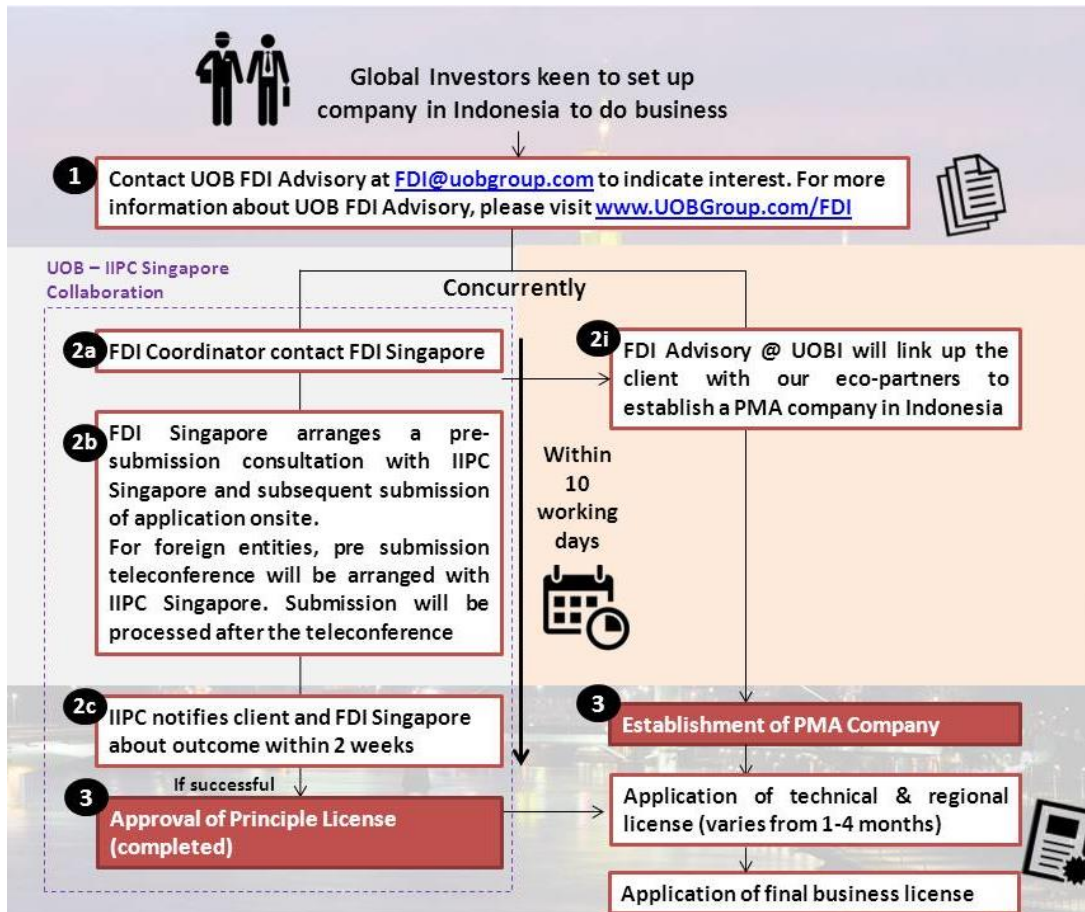 Global Investors keen to set up
company in Indonesia to do business
1
Contact UOB FDI Advisory at FDI@uobgroup.com to indicate interest. For more
information about UOB FDI Advisory, please visit www.UOBGroup.com/FDI
UOB – IIPC Singapore
Collaboration
Concurrently
2a
FDI Coordinator contact FDI Singapore
2i
FDI Advisory @ UOBI will link up the
client with our eco-partners to
establish a PMA company in Indonesia
2b
FDI Singapore arranges a pre-
submission consultation with IIPC
Singapore and subsequent submission
of application onsite.
For foreign entities, pre submission
teleconference will be arranged with
IIPC Singapore. Submission will be
processed after the teleconference
Within
10
working
days
2c
IIPC notifies client and FDI Singapore
about outcome within 2 weeks
If successful
3
Approval of Principle License
(completed)
3
Establishment of PMA Company
Application of technical & regional
license (varies from 1-4 months)
Application of final business license